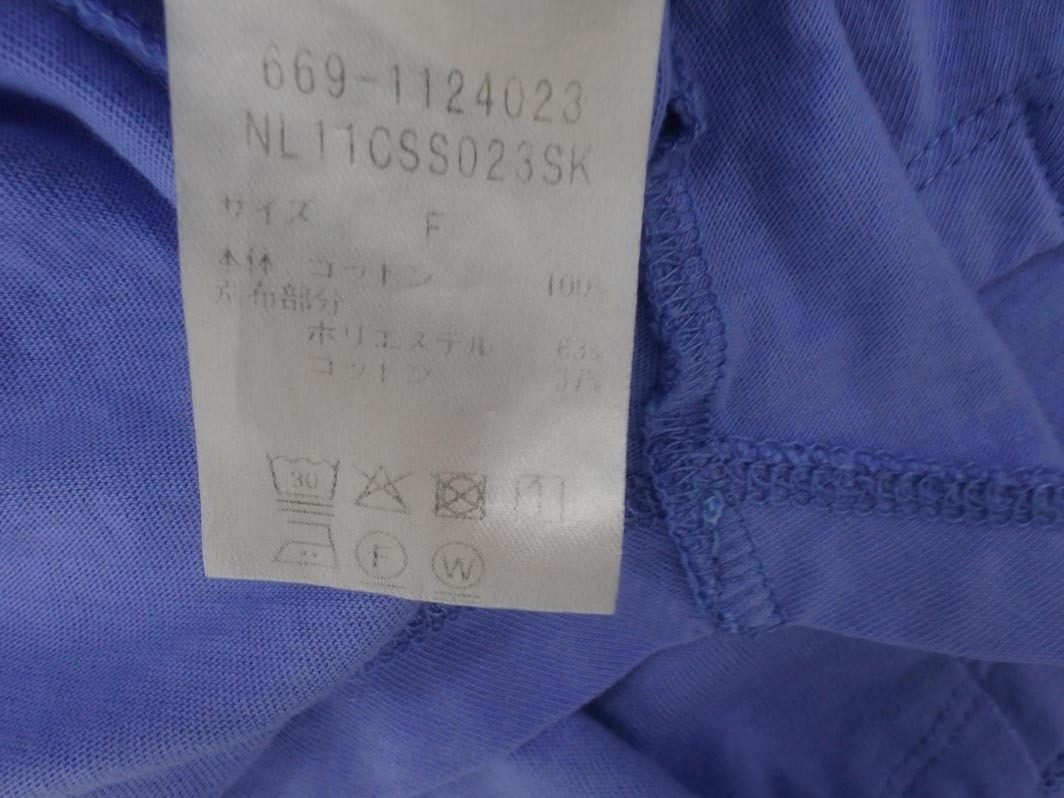 669-1124023
NL11CSS023SK
サイズ F
本体 コットン 100%
別布部分
ポリエステル 63%
コットン 37%
30
F
W